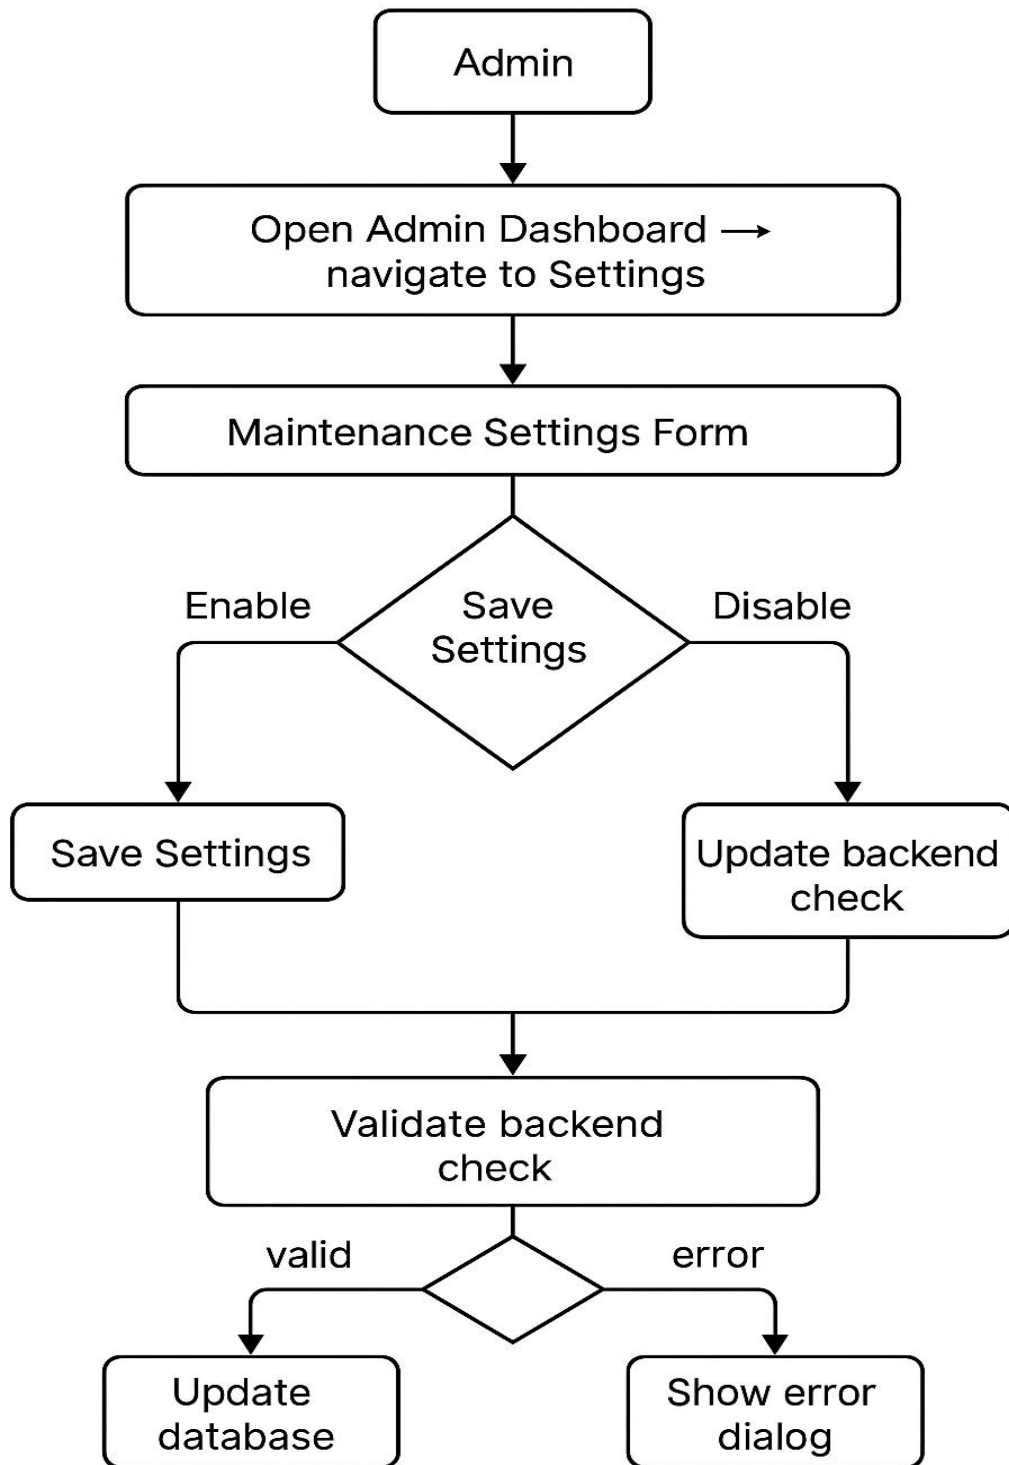 Admin
Open Admin Dashboard →
navigate to Settings
Maintenance Settings Form
Enable
Save
Settings
Disable
Save Settings
Update backend
check
Validate backend
check
valid
error
Update
database
Show error
dialog